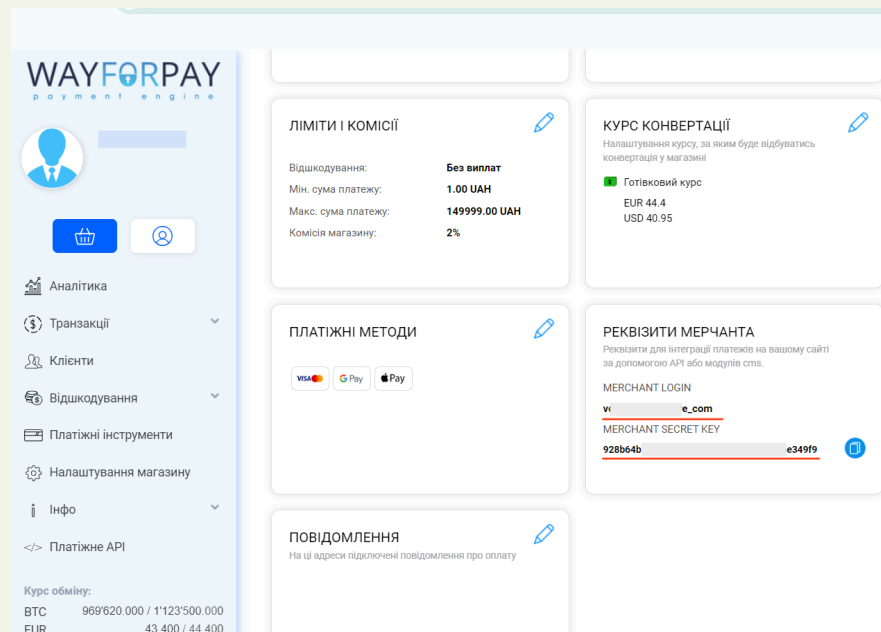 WAYFORPAY
payment engine
Аналітика
Транзакції
Клієнти
Відшкодування
Платіжні інструменти
Налаштування магазину
Інфо
Платіжне API
Курс обміну:
BTC 969'620.000 / 1'123'500.000
EUR 43.400 / 44.400
ЛІМІТИ І КОМІСІЇ
Відшкодування: Без виплат
Мін. сума платежу: 1.00 UAH
Макс. сума платежу: 149999.00 UAH
Комісія магазину: 2%
КУРС КОНВЕРТАЦІЇ
Налаштування курсу, за яким буде відбуватись
конвертація у магазині
Готівковий курс
EUR 44.4
USD 40.95
ПЛАТІЖНІ МЕТОДИ
VISA G Pay Pay
РЕКВІЗИТИ МЕРЧАНТА
Реквізити для інтеграції платежів на вашому сайті
за допомогою API або модулів cms.
MERCHANT LOGIN
e_com
MERCHANT SECRET KEY
928b64b e349f9
ПОВІДОМЛЕННЯ
На ці адреси підключені повідомлення про оплату